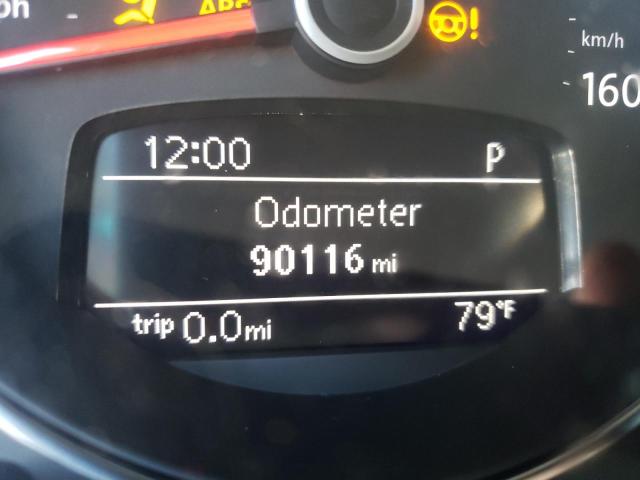 km/h
160
12:00 P
Odometer
90116 mi
trip 0.0mi 79°F